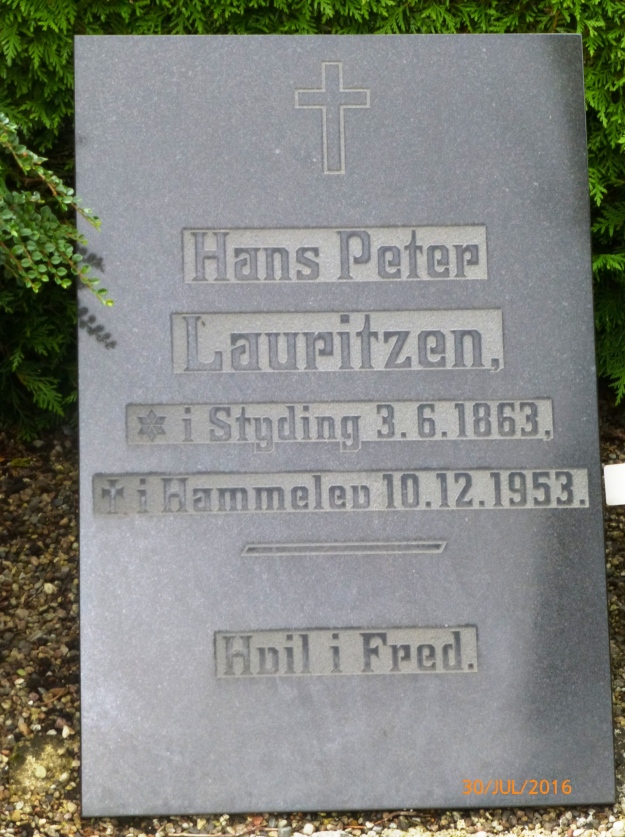 Hans Peter
Lauritzen,
* i Styding 3.6.1863,
✝ i Hammelev 10.12.1953.
Hvil i Fred.
30/JUL/2016